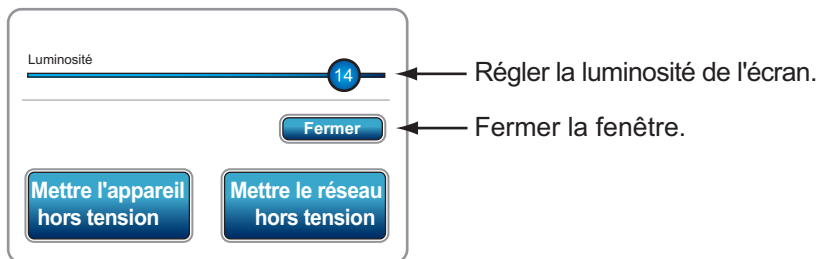 Luminosité
14
Régler la luminosité de l'écran.
Fermer
Fermer la fenêtre.
Mettre l'appareil
hors tension
Mettre le réseau
hors tension